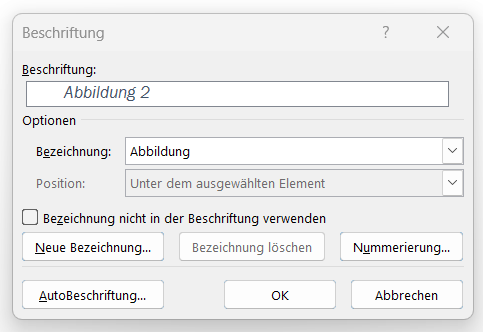 Beschriftung
?
Beschriftung:
Abbildung 2
Optionen
Bezeichnung: Abbildung
Position: Unter dem ausgewählten Element
Bezeichnung nicht in der Beschriftung verwenden
Neue Bezeichnung... Bezeichnung löschen Nummerierung...
AutoBeschriftung... OK Abbrechen